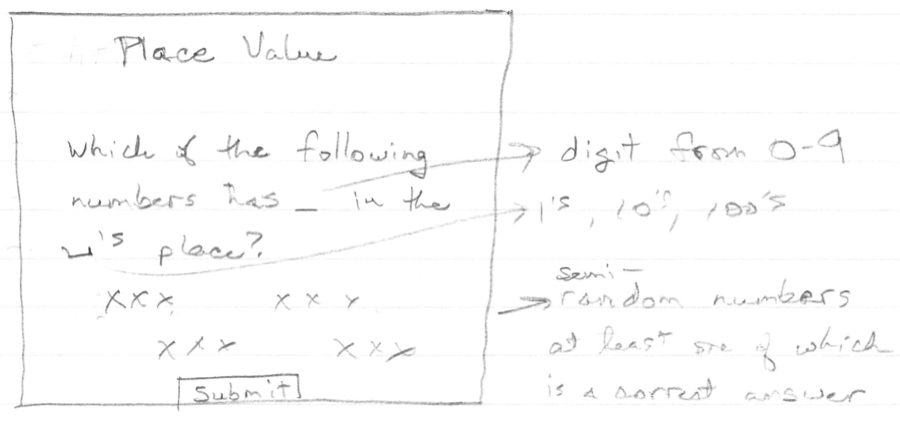 Place Value
Which of the following
numbers has _ in the
_'s place?
xxx xxx
xxx xxx
Submit
digit from 0-9
1's, 10's, 100's
semi-
random numbers
at least one of which
is a correct answer